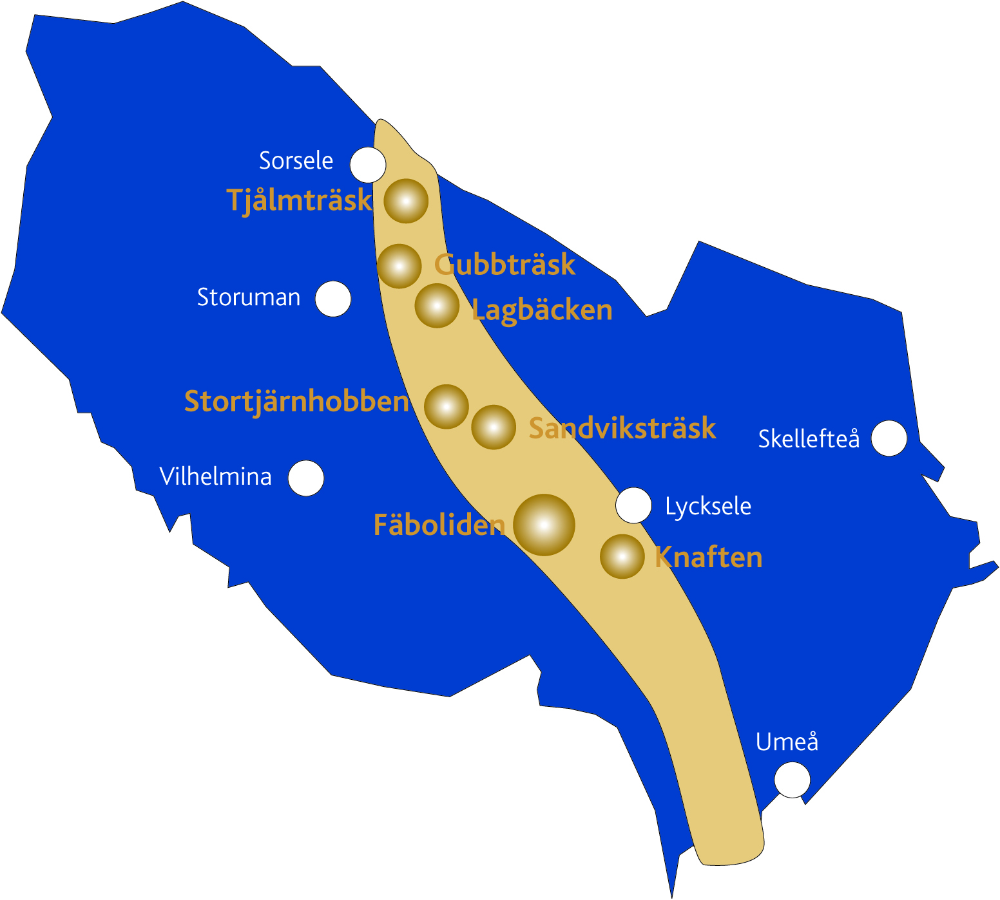 Sorsele
Tjålmträsk
Gubbträsk
Storuman
Lagbäcken
Stortjärnhobben
Sandviksträsk
Skellefteå
Vilhelmina
Lycksele
Fäboliden
Knaften
Umeå